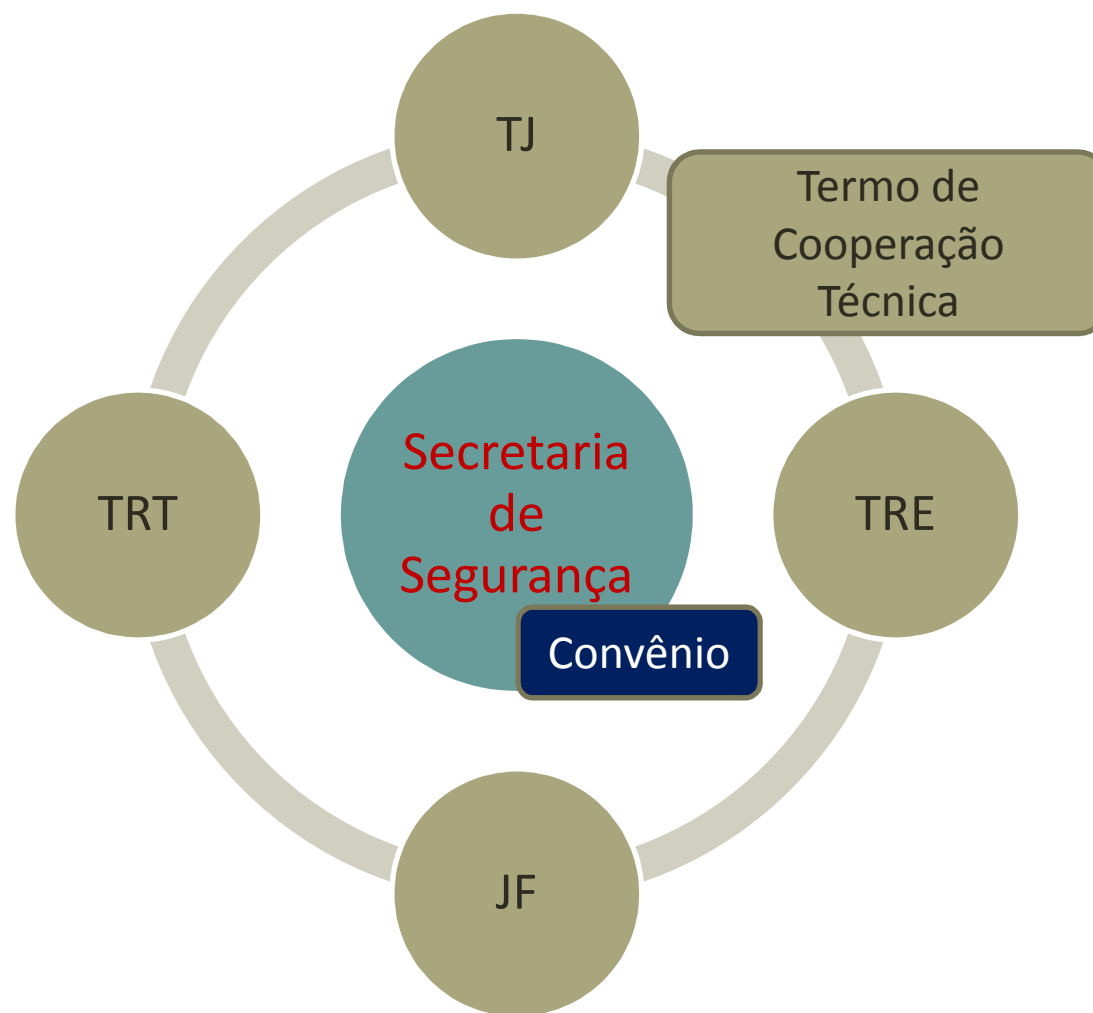 TJ
Termo de
Cooperação
Técnica
Secretaria
de
Segurança
TRT
TRE
Convênio
JF